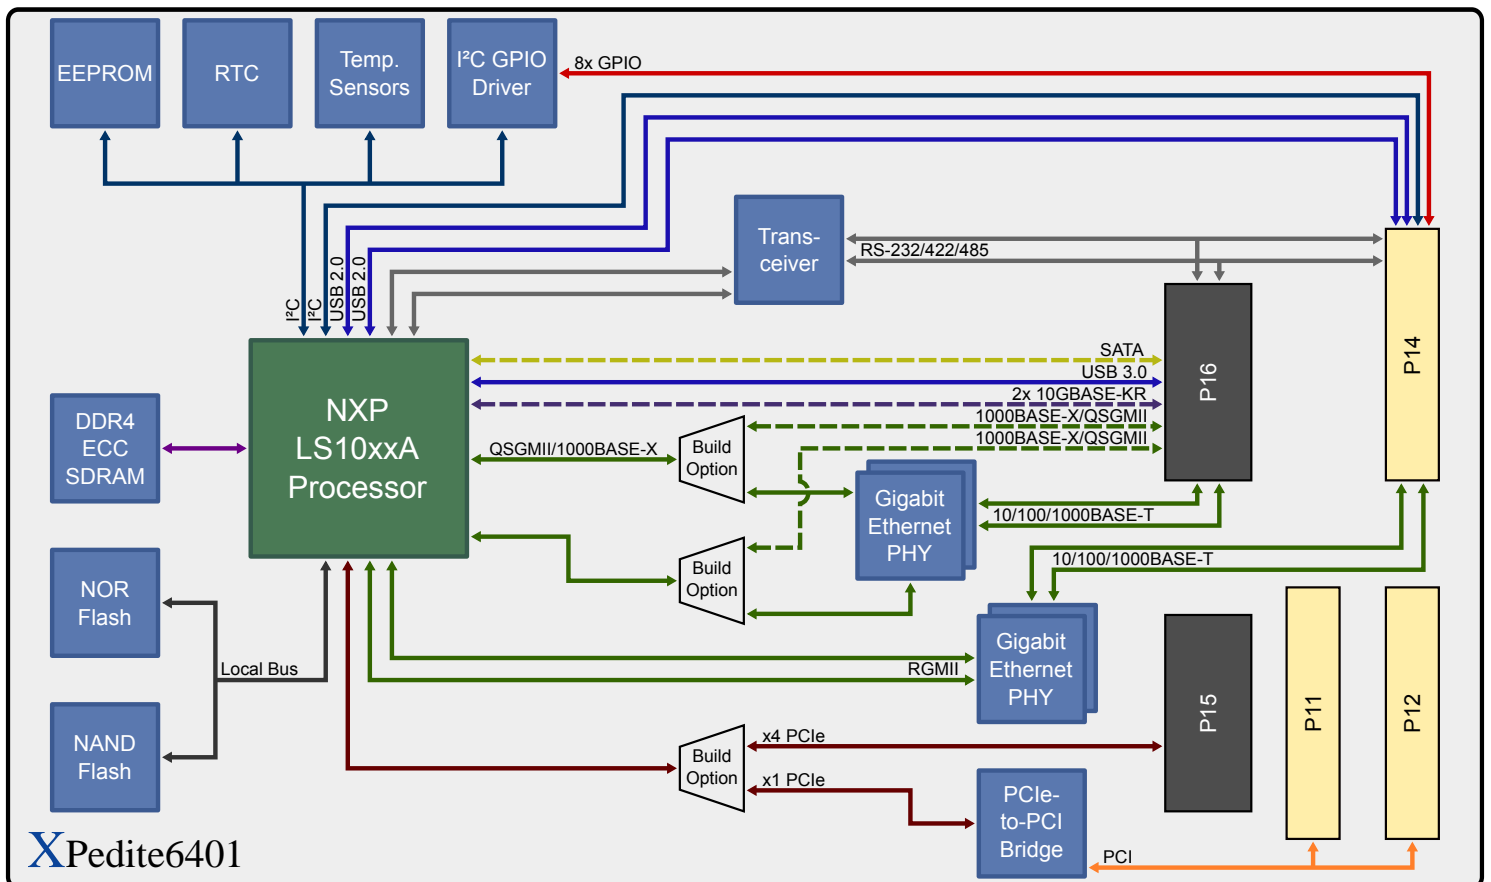 EEPROM
RTC
Temp.
Sensors
I²C GPIO
Driver
8x GPIO
I²C
I²C
USB 2.0
USB 2.0
Trans-
ceiver
RS-232/422/485
P14
P16
NXP
LS10xxA
Processor
SATA
USB 3.0
2x 10GBASE-KR
1000BASE-X/QSGMII
1000BASE-X/QSGMII
QSGMII/1000BASE-X
Build
Option
DDR4
ECC
SDRAM
Gigabit
Ethernet
PHY
10/100/1000BASE-T
Build
Option
10/100/1000BASE-T
NOR
Flash
Local Bus
Gigabit
Ethernet
PHY
RGMII
P15
P11
P12
NAND
Flash
Build
Option
x4 PCIe
x1 PCIe
PCIe-
to-PCI
Bridge
PCI
XPedite6401